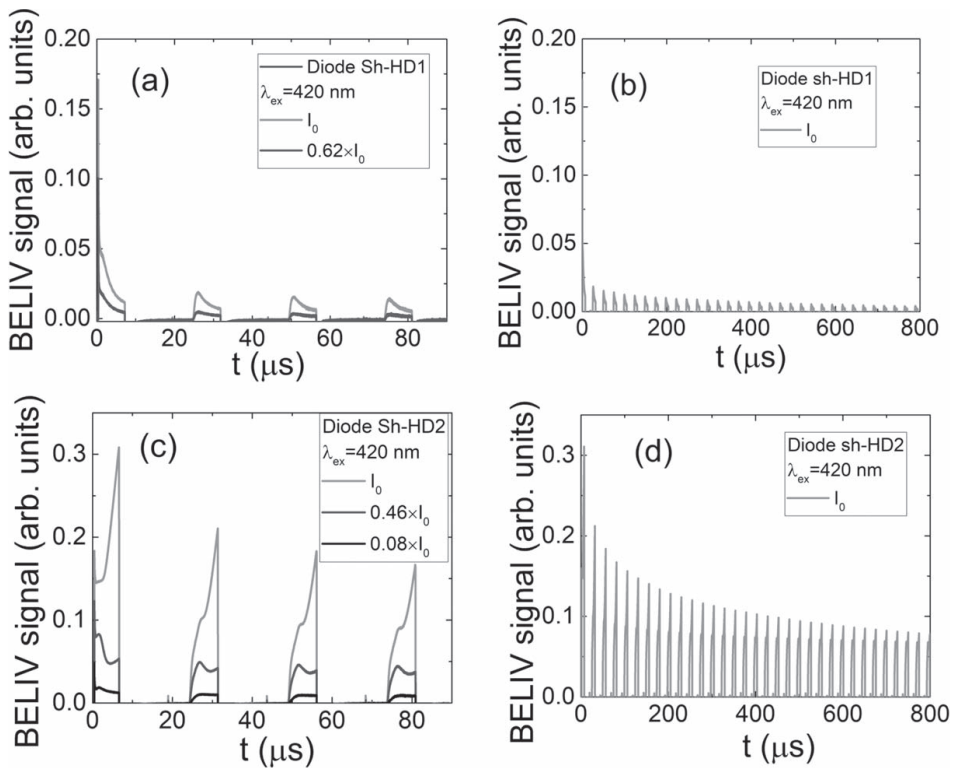 BELIV signal (arb. units)
0.20
0.15
0.10
0.05
0.00
(a)
Diode Sh-HD1
λex=420 nm
I0
0.62×I0
0 20 40 60 80
t (μs)
BELIV signal (arb. units)
0.20
0.15
0.10
0.05
0.00
(b)
Diode sh-HD1
λex=420 nm
I0
0 200 400 600 800
t (μs)
BELIV signal (arb. units)
0.3
0.2
0.1
0.0
(c)
Diode Sh-HD2
λex=420 nm
I0
0.46×I0
0.08×I0
0 20 40 60 80
t (μs)
BELIV signal (arb. units)
0.3
0.2
0.1
0.0
(d)
Diode sh-HD2
λex=420 nm
I0
0 200 400 600 800
t (μs)